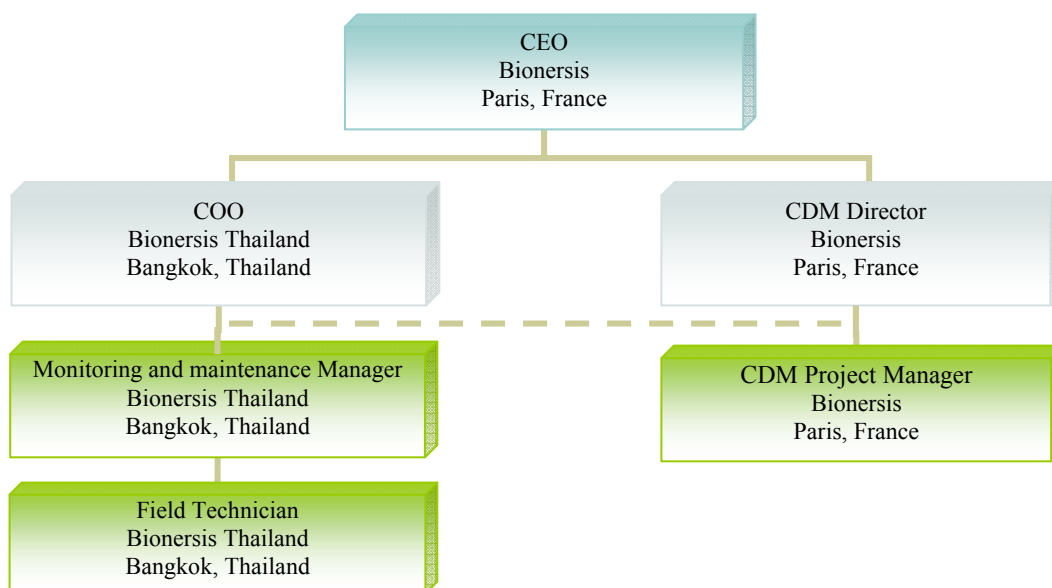 CEO
Bionersis
Paris, France
COO
Bionersis Thailand
Bangkok, Thailand
CDM Director
Bionersis
Paris, France
Monitoring and maintenance Manager
Bionersis Thailand
Bangkok, Thailand
CDM Project Manager
Bionersis
Paris, France
Field Technician
Bionersis Thailand
Bangkok, Thailand